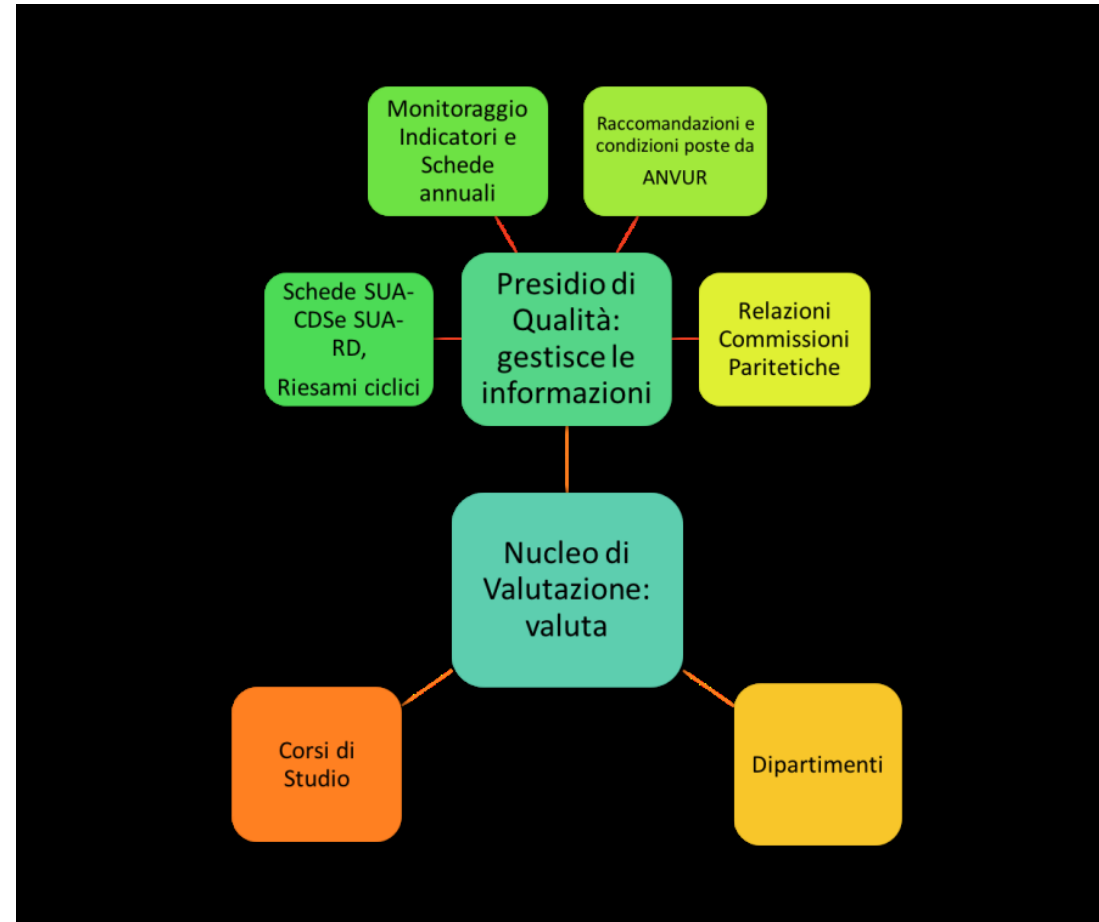 Monitoraggio
Indicatori e
Schede
annuali
Raccomandazioni e
condizioni poste da
ANVUR
Schede SUA-
CDSe SUA-
RD,
Riesami ciclici
Presidio di
Qualità:
gestisce le
informazioni
Relazioni
Commissioni
Paritetiche
Nucleo di
Valutazione:
valuta
Corsi di
Studio
Dipartimenti